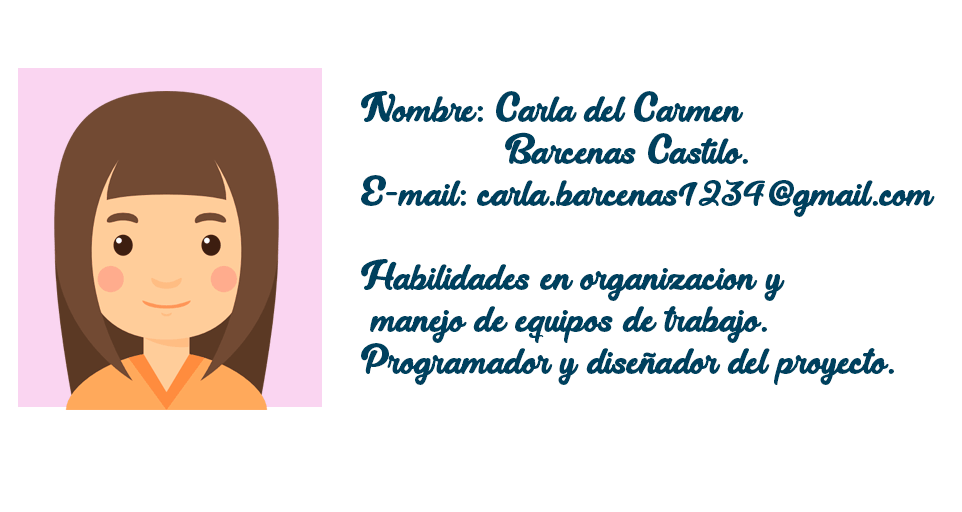 Nombre: Carla del Carmen
Barcenas Castilo.
E-mail: carla.barcenas1234@gmail.com
Habilidades en organizacion y
manejo de equipos de trabajo.
Programador y diseñador del proyecto.